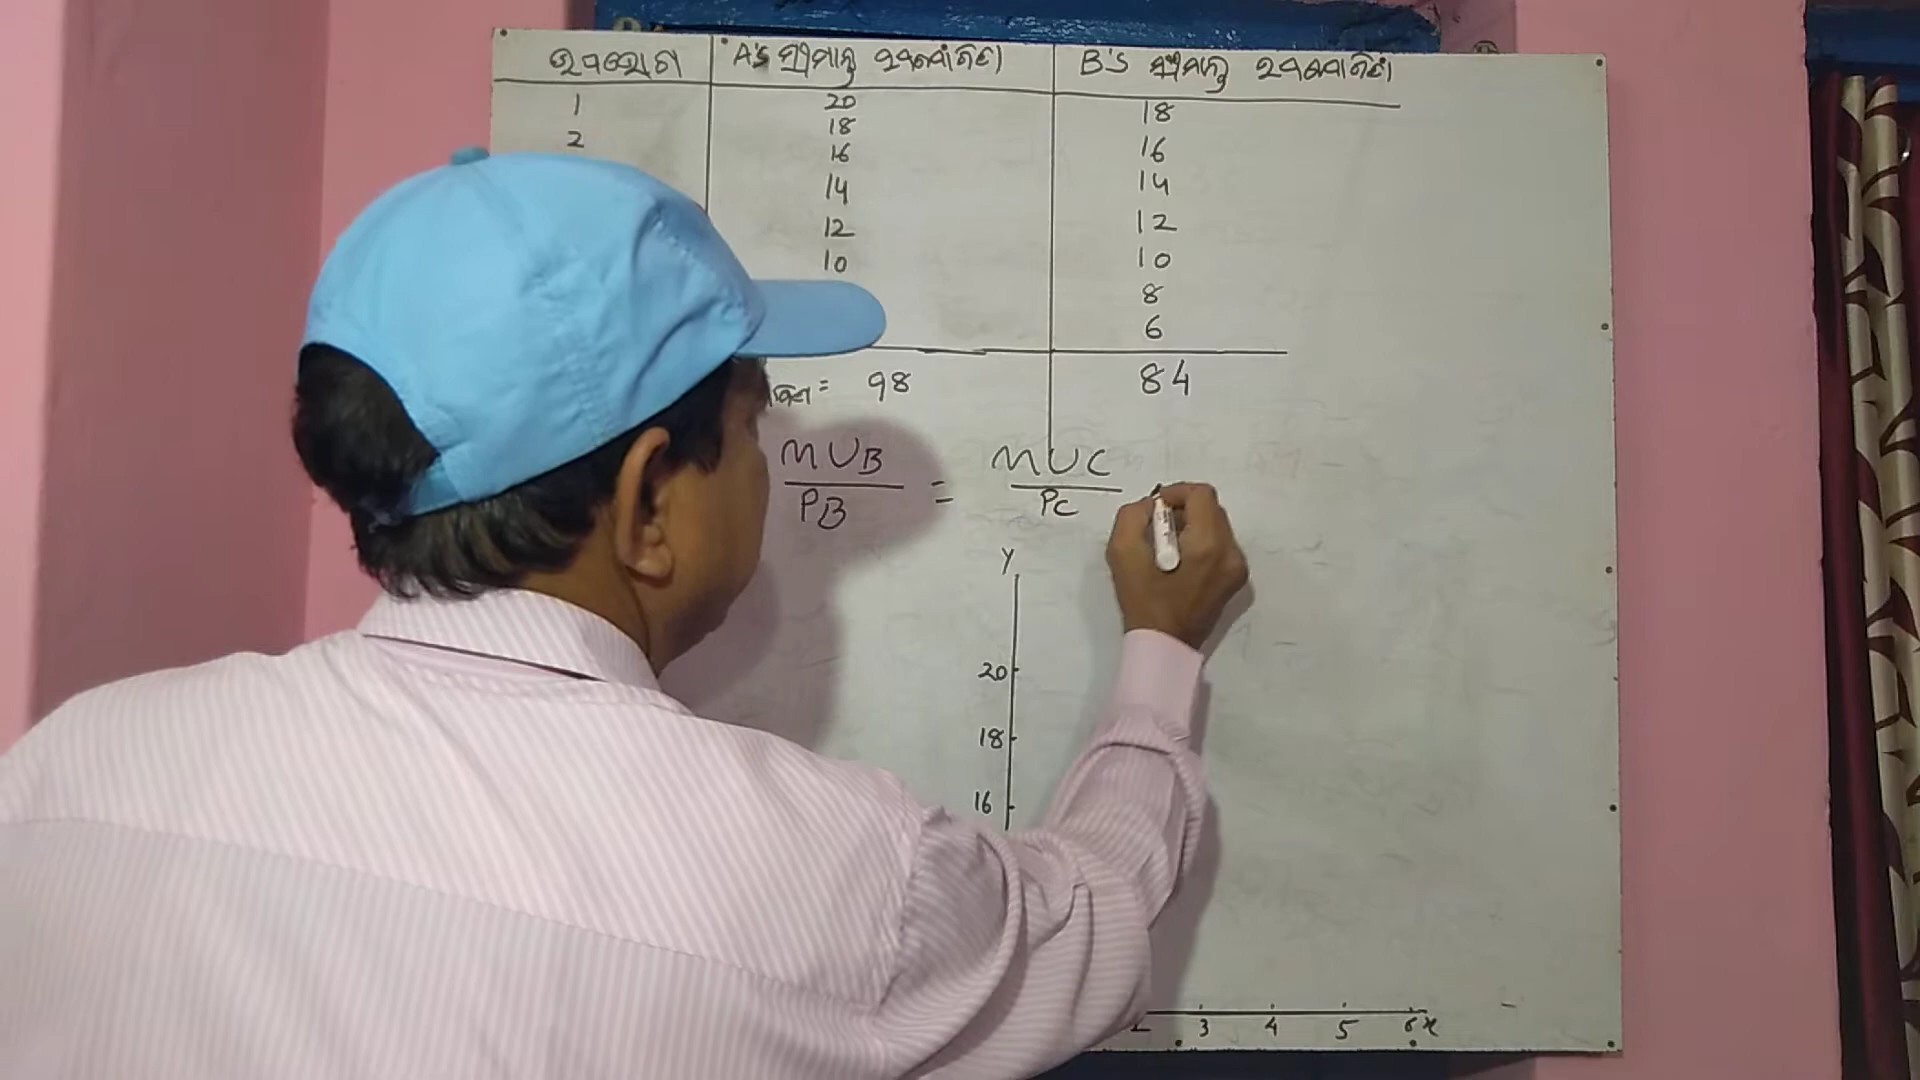 ଉପଭୋଗ A's ସୀମାନ୍ତ ଉପଯୋଗିତା B'S ସୀମାନ୍ତ ଉପଯୋଗିତା
1 20 18
2 18 16
16 14
14 12
12 10
10 8
6
= 98 84
MUB = MUC
PB PC
Y
20
18
16
3 4 5 6 x